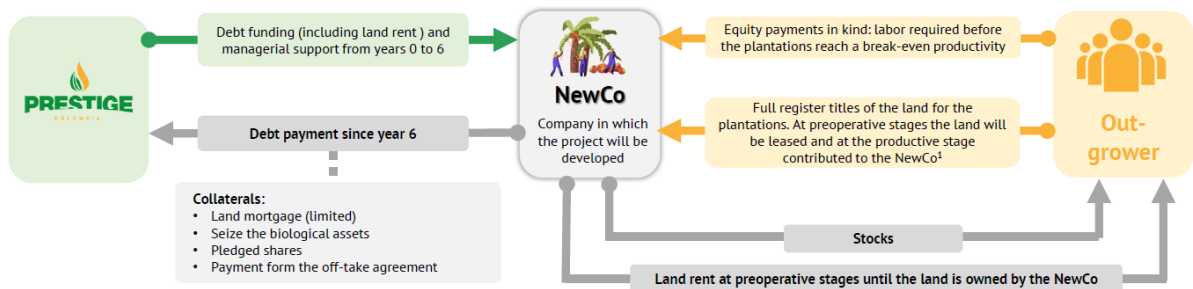 Debt funding (including land rent ) and
managerial support from years 0 to 6
PRESTIGE
COLOMBIA
Debt payment since year 6
Collaterals:
• Land mortgage (limited)
• Seize the biological assets
• Pledged shares
• Payment form the off-take agreement
NewCo
Company in which
the project will be
developed
Equity payments in kind: labor required before
the plantations reach a break-even productivity
Full register titles of the land for the
plantations. At preoperative stages the land will
be leased and at the productive stage
contributed to the NewCo¹
Out-
grower
Stocks
Land rent at preoperative stages until the land is owned by the NewCo